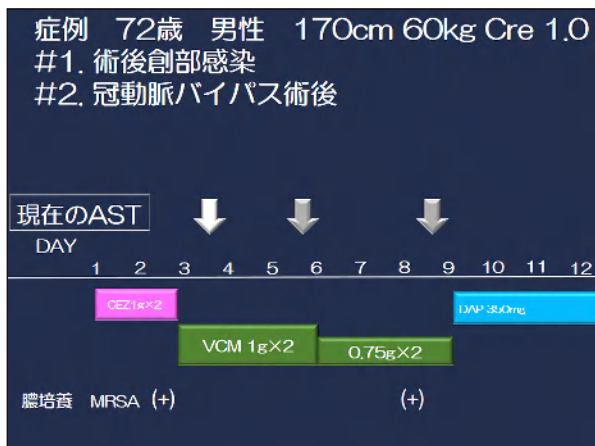 症例 72歳 男性 170cm 60kg Cre 1.0
#1. 術後創部感染
#2. 冠動脈バイパス術後
現在のAST
DAY
1 2 3 4 5 6 7 8 9 10 11 12
CEZ1g×2
VCM 1g×2
0.75g×2
DAP 350mg
膿培養 MRSA (+) (+)